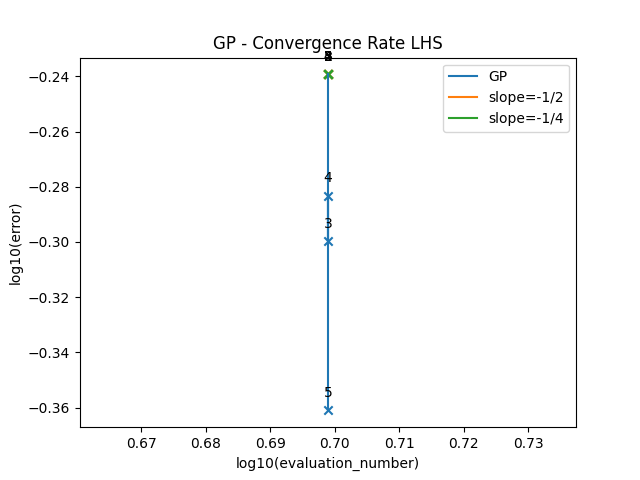 GP - Convergence Rate LHS
log10(error)
−0.24
−0.26
−0.28
−0.30
−0.32
−0.34
−0.36
GP
slope=-1/2
slope=-1/4
4
3
5
0.67 0.68 0.69 0.70 0.71 0.72 0.73
log10(evaluation_number)